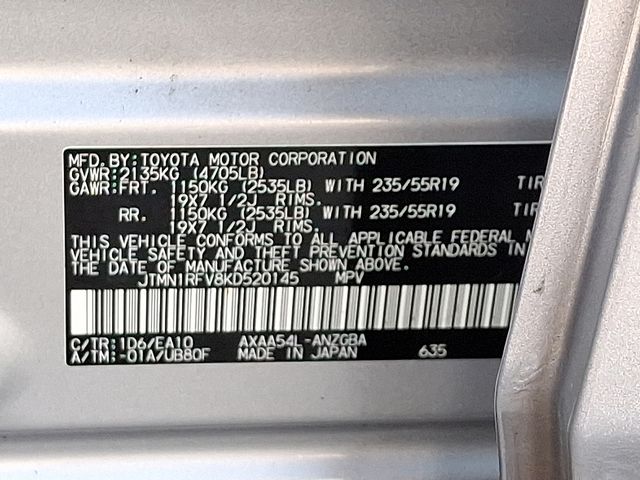 MFD.BY:TOYOTA MOTOR CORPORATION
GVWR:2135KG (4705LB)
GAWR:FRT. 1150KG (2535LB) WITH 235/55R19 TIR
19X7 1/2J RIMS.
RR. 1150KG (2535LB) WITH 235/55R19 TIR
19X7 1/2J RIMS.
THIS VEHICLE CONFORMS TO ALL APPLICABLE FEDERAL M
VEHICLE SAFETY AND THEFT PREVENTION STANDARDS IN
THE DATE OF MANUFACTURE SHOWN ABOVE.
JTMN1RFV8KD520145 MPV
C/TR:1D6/EA10 AXAA54L-ANZGBA
A/TM:-01A/UB80F MADE IN JAPAN 635